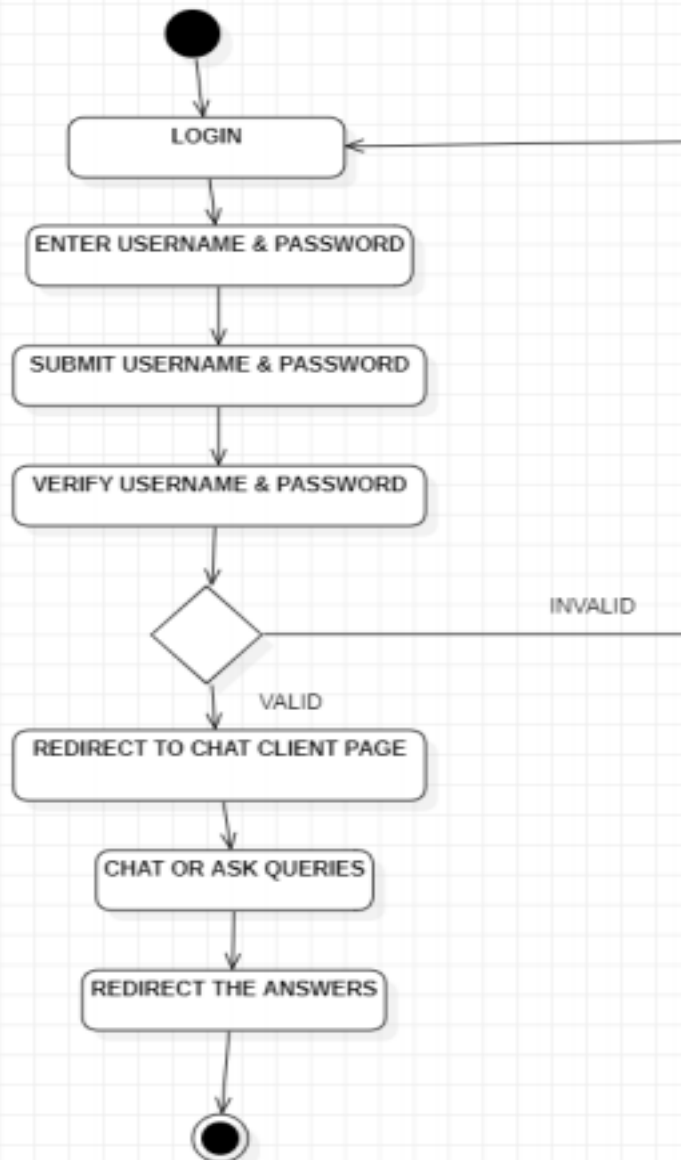 LOGIN
ENTER USERNAME & PASSWORD
SUBMIT USERNAME & PASSWORD
VERIFY USERNAME & PASSWORD
INVALID
VALID
REDIRECT TO CHAT CLIENT PAGE
CHAT OR ASK QUERIES
REDIRECT THE ANSWERS